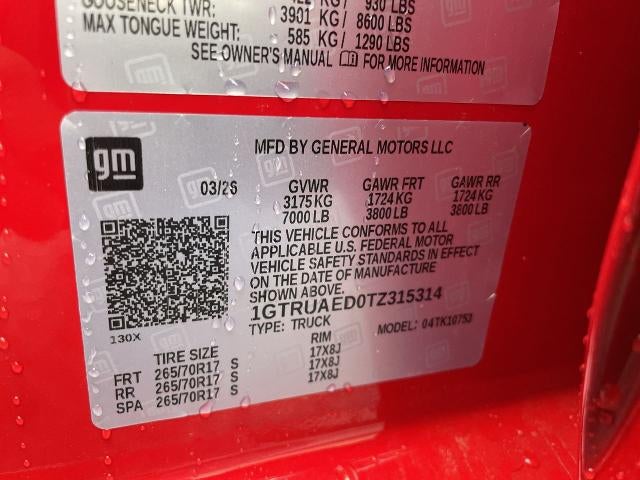 GOOSENECK TWR: KG/ 930 LBS
3901 KG / 8600 LBS
MAX TONGUE WEIGHT: 585 KG / 1290 LBS
SEE OWNER'S MANUAL FOR MORE INFORMATION
gm
MFD BY GENERAL MOTORS LLC
03/26 GVWR GAWR FRT GAWR RR
3175 KG 1724 KG 1724 KG
7000 LB 3800 LB 3800 LB
THIS VEHICLE CONFORMS TO ALL
APPLICABLE U.S. FEDERAL MOTOR
VEHICLE SAFETY STANDARDS IN EFFECT
ON THE DATE OF MANUFACTURE
SHOWN ABOVE.
1GTRUAED0TZ315314
TYPE: TRUCK MODEL: 04TK10753
130X
TIRE SIZE RIM
FRT 265/70R17 S 17X8J
RR 265/70R17 S 17X8J
SPA 265/70R17 S 17X8J